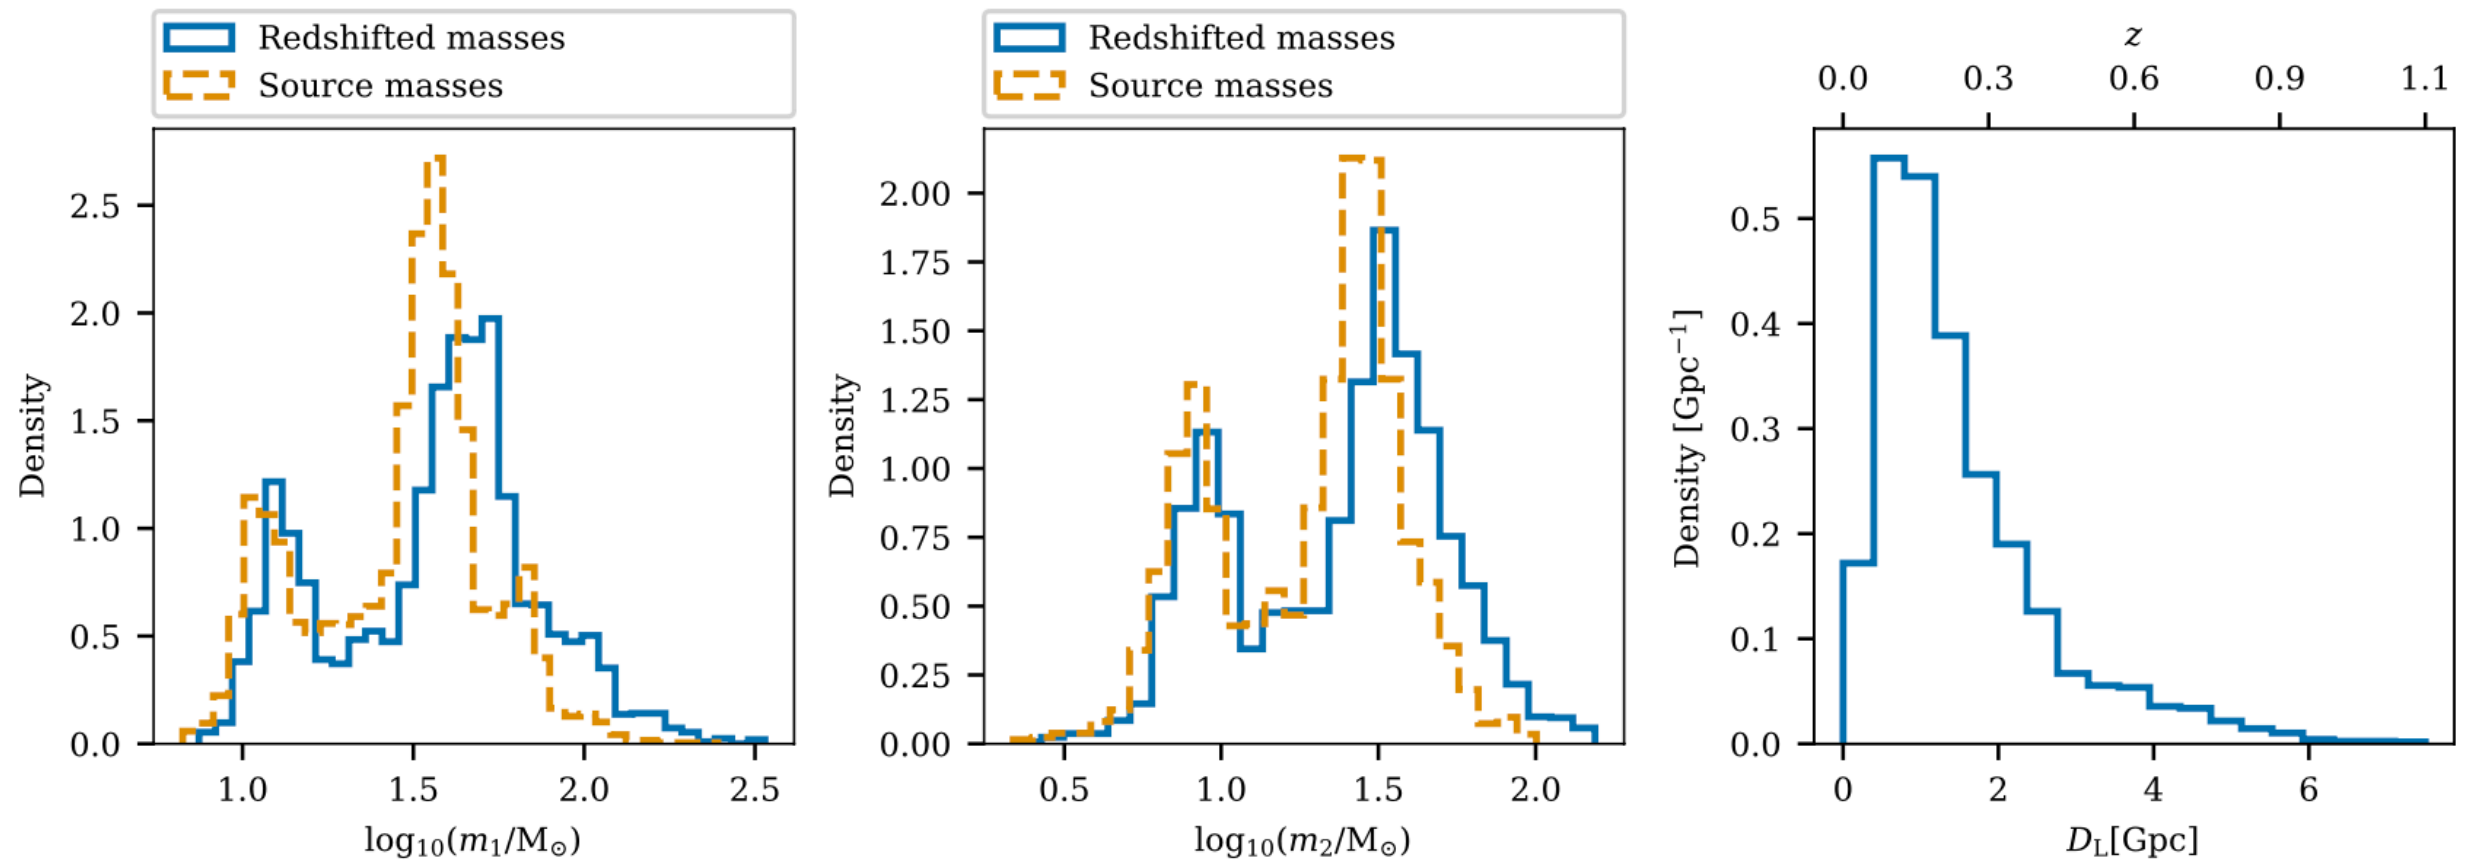 Redshifted masses
Source masses
2.5
2.0
1.5
1.0
0.5
0.0
Density
1.0 1.5 2.0 2.5
log₁₀(m₁/M⊙)
Redshifted masses
Source masses
2.00
1.75
1.50
1.25
1.00
0.75
0.50
0.25
0.00
Density
0.5 1.0 1.5 2.0
log₁₀(m₂/M⊙)
z
0.0 0.3 0.6 0.9 1.1
0.5
0.4
0.3
0.2
0.1
0.0
Density [Gpc⁻¹]
0 2 4 6
D_L[Gpc]